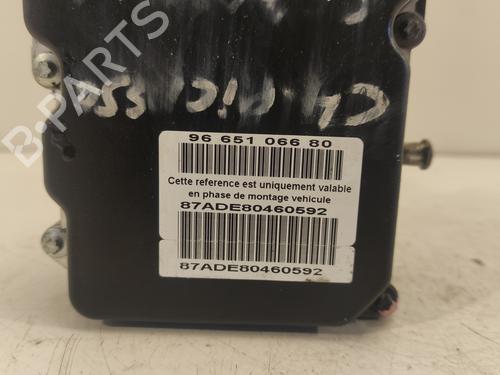 B-PARTS
96 651 066 80
Cette reference est uniquement valable
en phase de montage vehicule
87ADE80460592
87ADE80460592